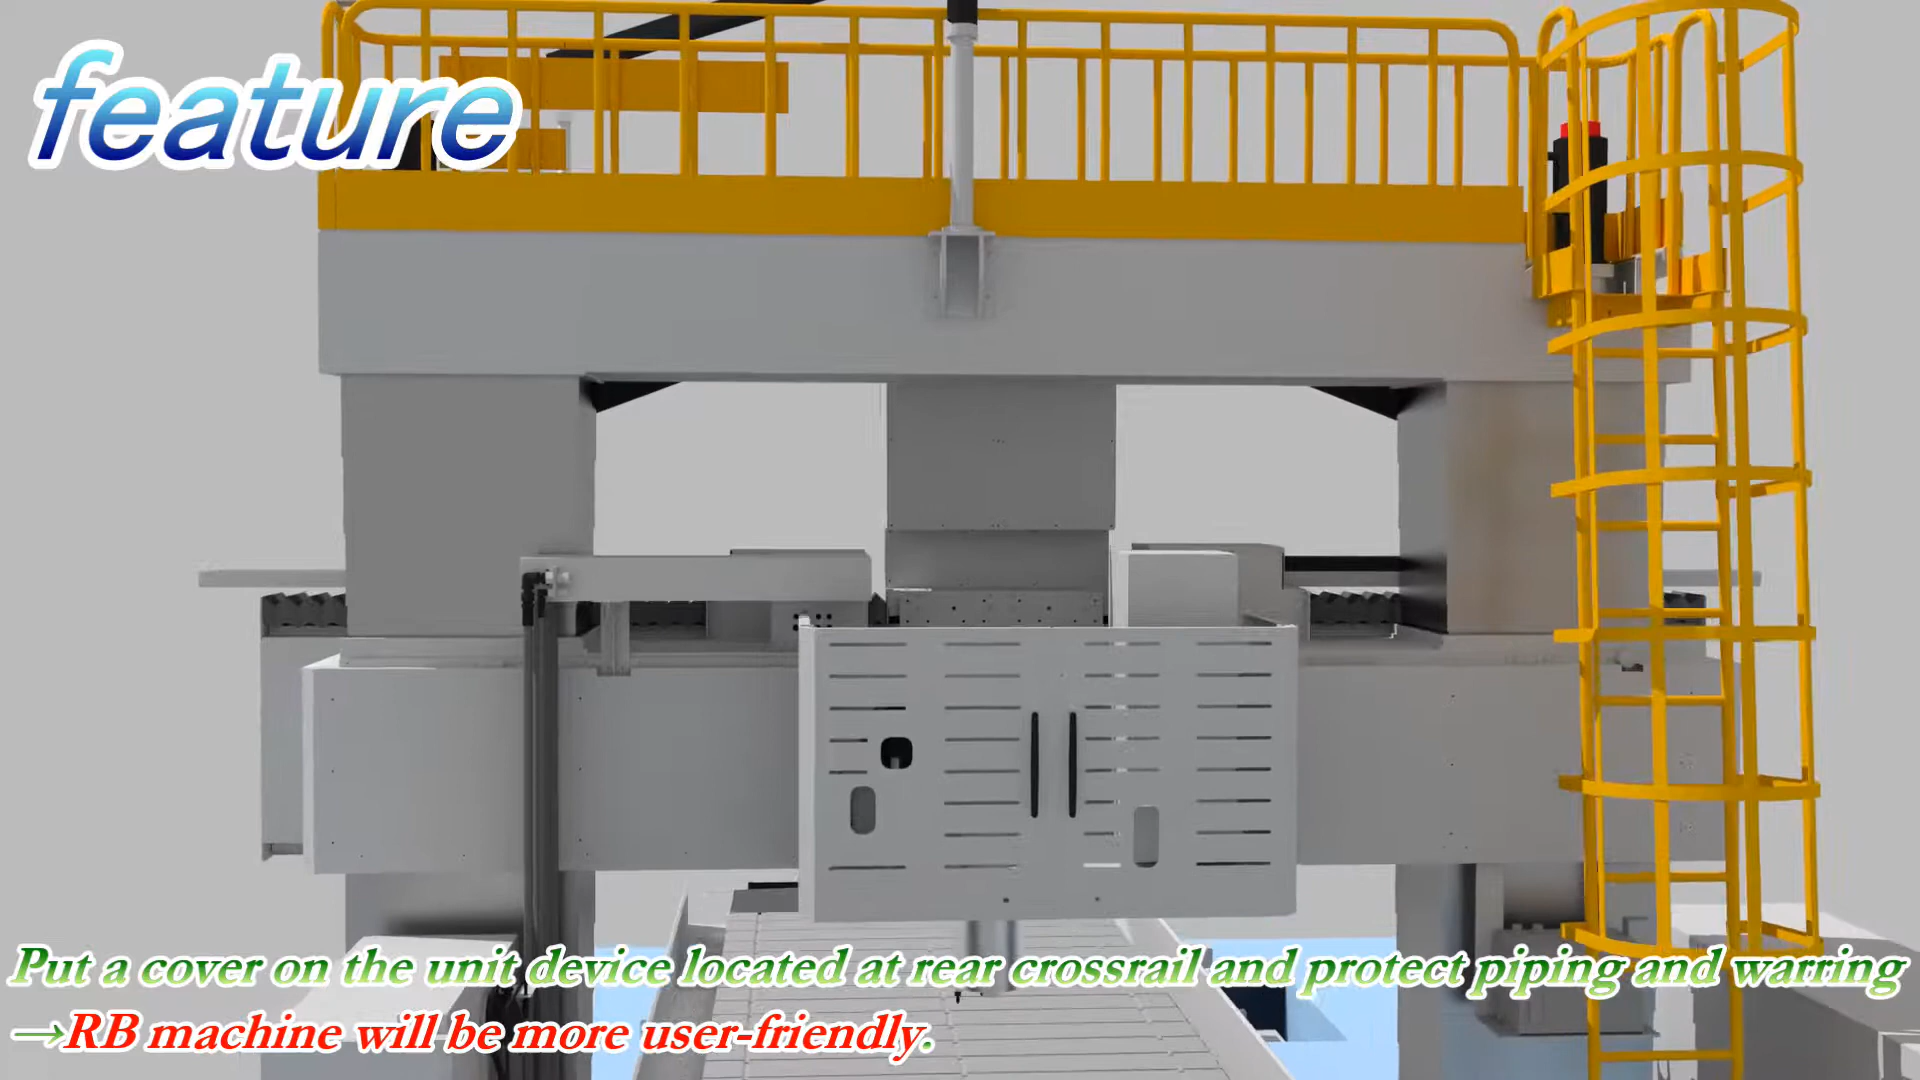 feature
Put a cover on the unit device located at rear crossrail and protect piping and warring
→RB machine will be more user-friendly.